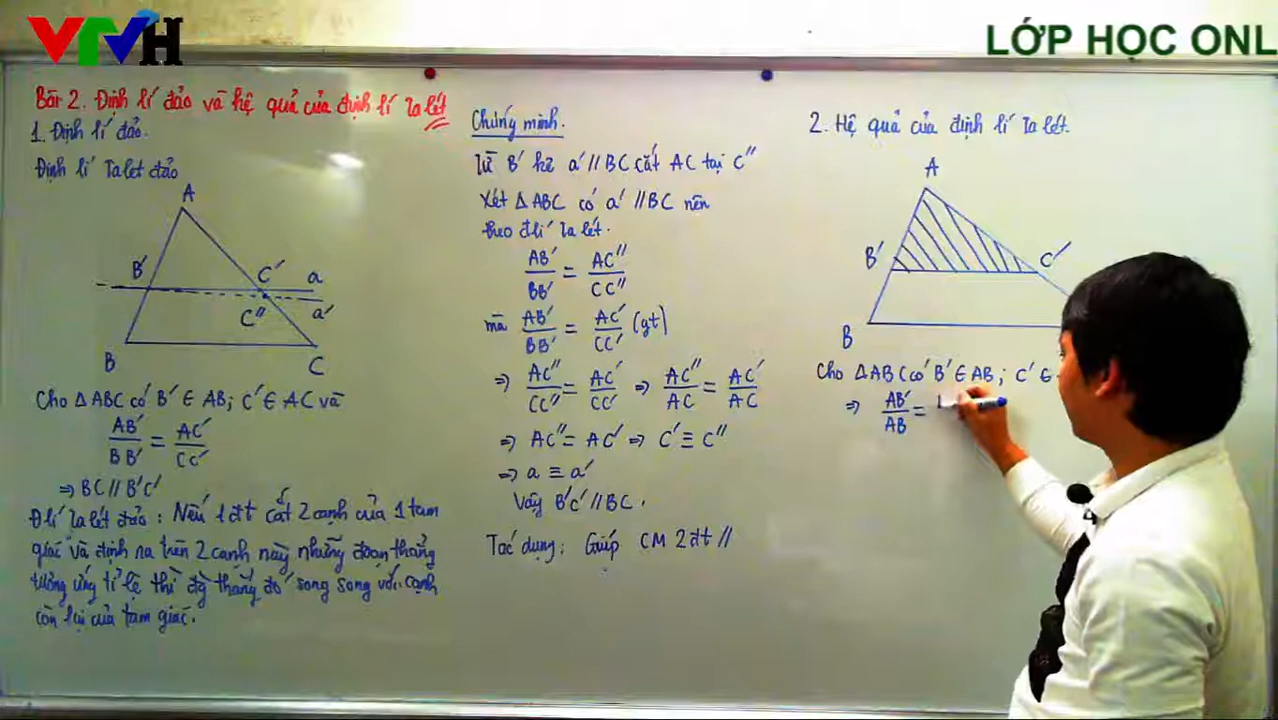 VTVH
LỚP HỌC ONL
Bài 2. Định lí đảo và hệ quả của định lí Ta lét
1. Định lí đảo.
Định lí Talet đảo
A
B'
C'
a
C''
a'
B
C
Cho ΔABC có B' ∈ AB; C' ∈ AC và
AB'/BB' = AC'/CC'
⇒ BC // B'C'
Đlí Ta lét đảo: Nếu 1 đt cắt 2 cạnh của 1 tam
giác và định ra trên 2 cạnh này những đoạn thẳng
tương ứng tỉ lệ thì đg thẳng đó song song với cạnh
còn lại của tam giác.
Chứng minh.
Từ B' kẻ a' // BC cắt AC tại C''
Xét ΔABC có a' // BC nên
theo đlí Ta lét.
AB'/BB' = AC''/CC''
mà AB'/BB' = AC'/CC' (gt)
⇒ AC''/CC'' = AC'/CC' ⇒ AC''/AC = AC'/AC
⇒ AC'' = AC' ⇒ C' ≡ C''
⇒ a ≡ a'
Vậy B'C' // BC.
Tác dụng: Giúp CM 2 đt //
2. Hệ quả của định lí Ta lét.
A
B'
C'
B
Cho ΔABC có B' ∈ AB; C' ∈
⇒ AB'/AB =